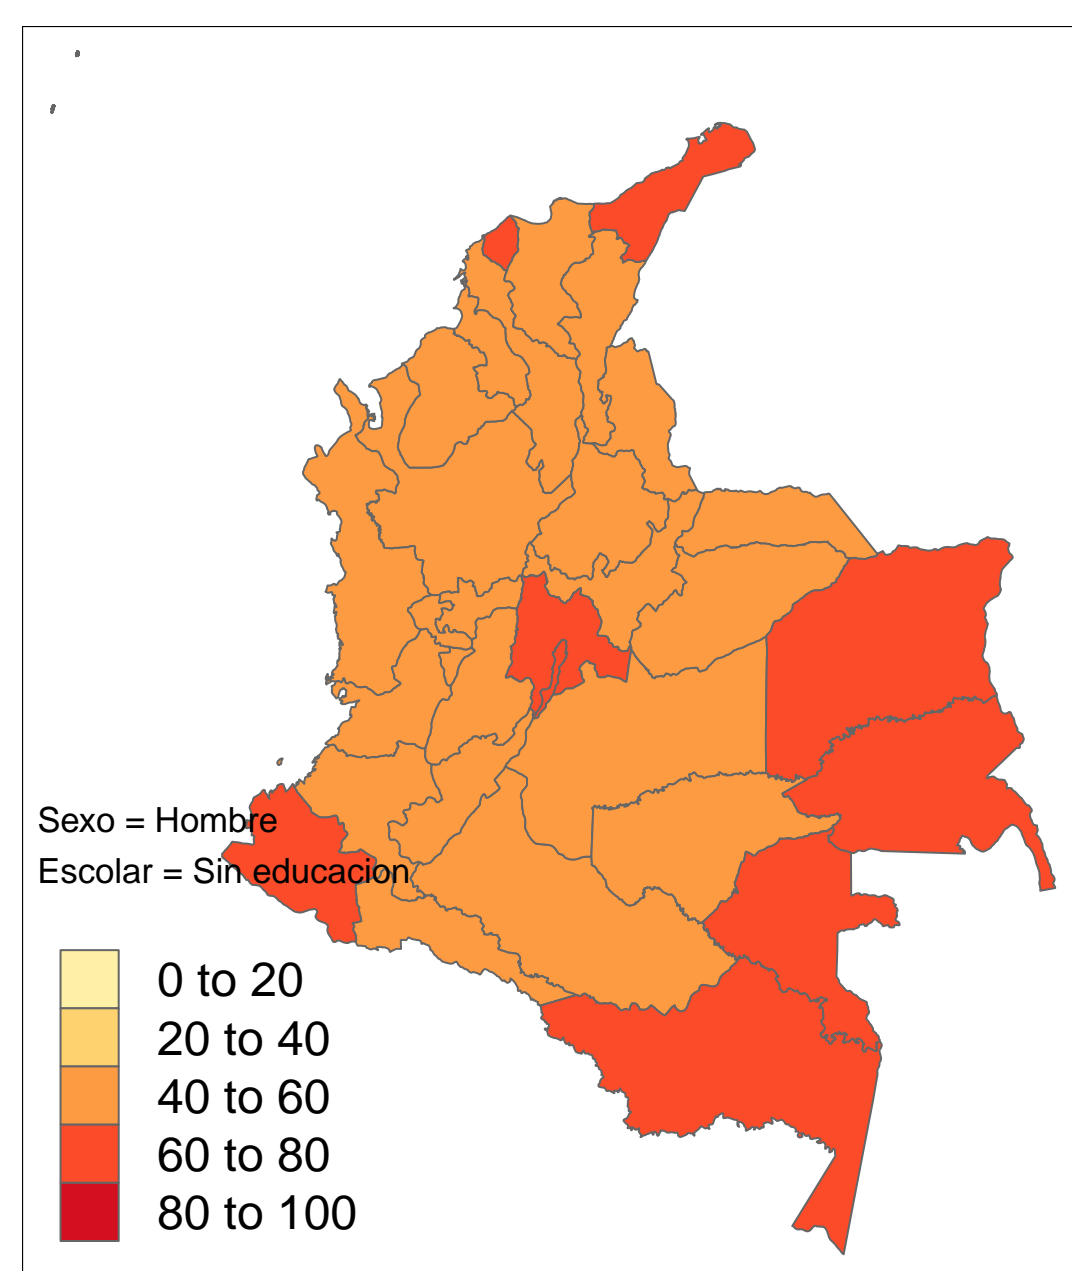 Sexo = Hombre
Escolar = Sin educacion
0 to 20
20 to 40
40 to 60
60 to 80
80 to 100